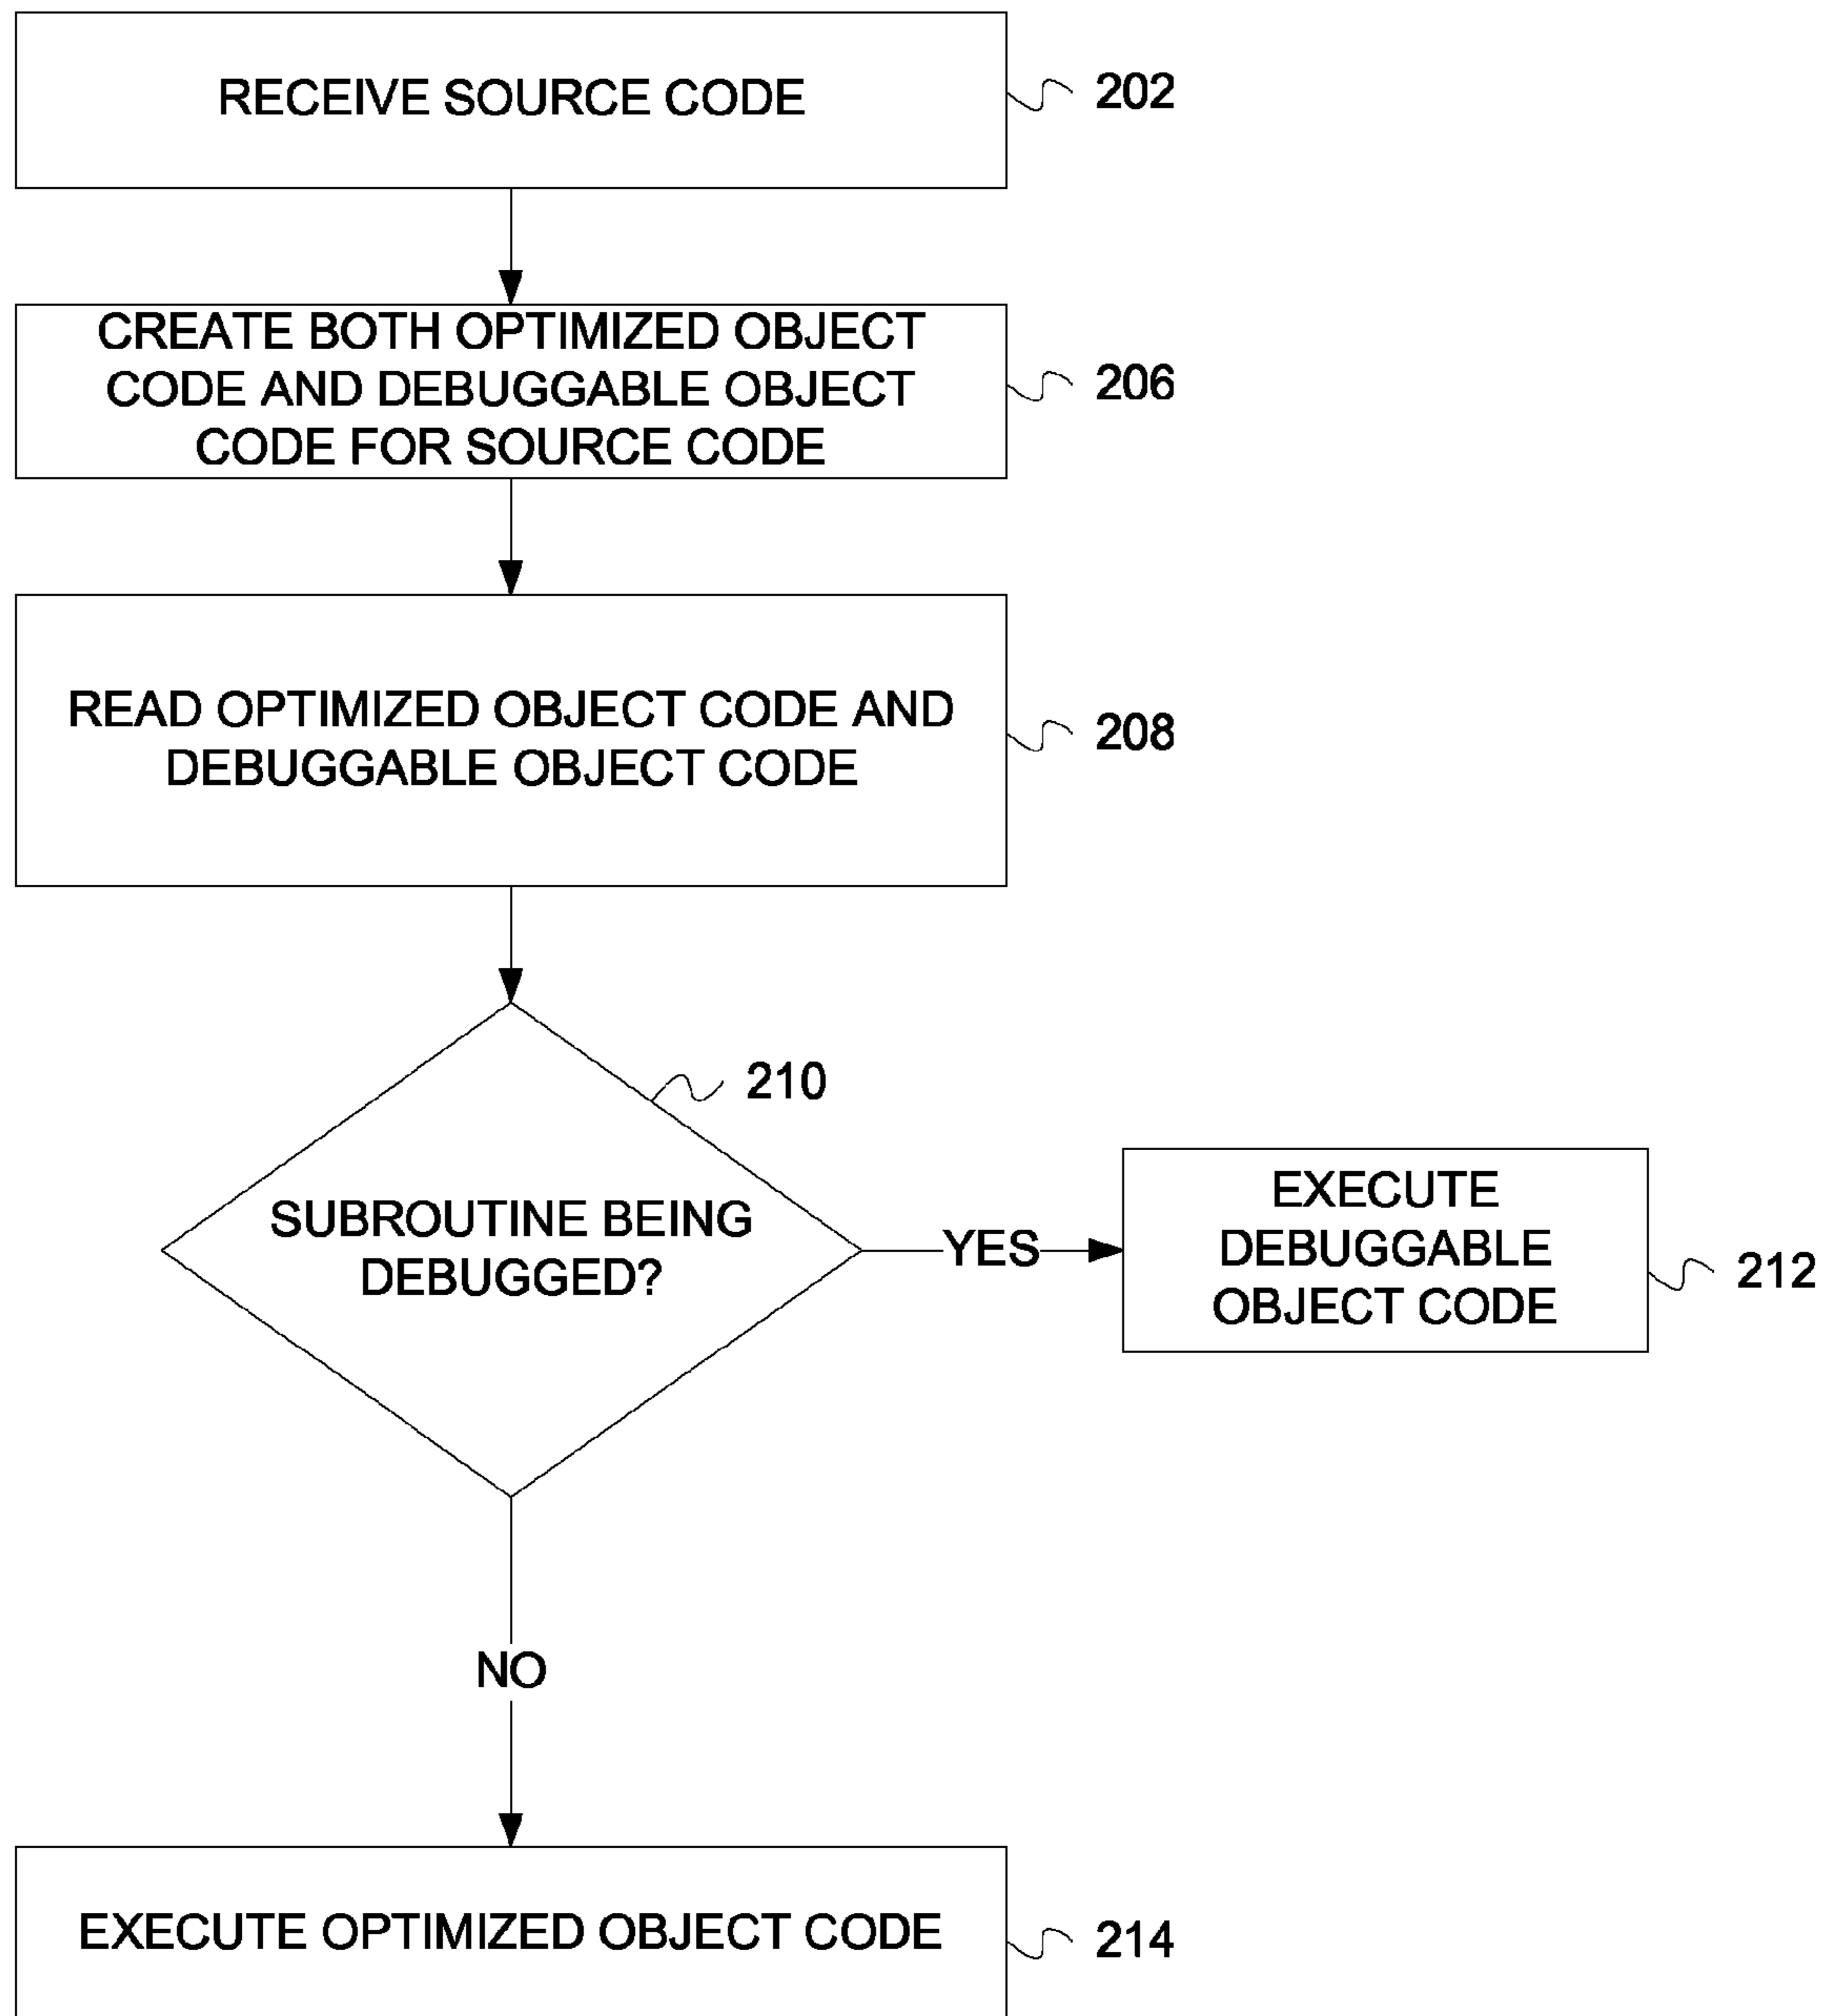 RECEIVE SOURCE CODE
202
CREATE BOTH OPTIMIZED OBJECT
CODE AND DEBUGGABLE OBJECT
CODE FOR SOURCE CODE
206
READ OPTIMIZED OBJECT CODE AND
DEBUGGABLE OBJECT CODE
208
210
SUBROUTINE BEING
DEBUGGED?
YES
EXECUTE
DEBUGGABLE
OBJECT CODE
212
NO
EXECUTE OPTIMIZED OBJECT CODE
214